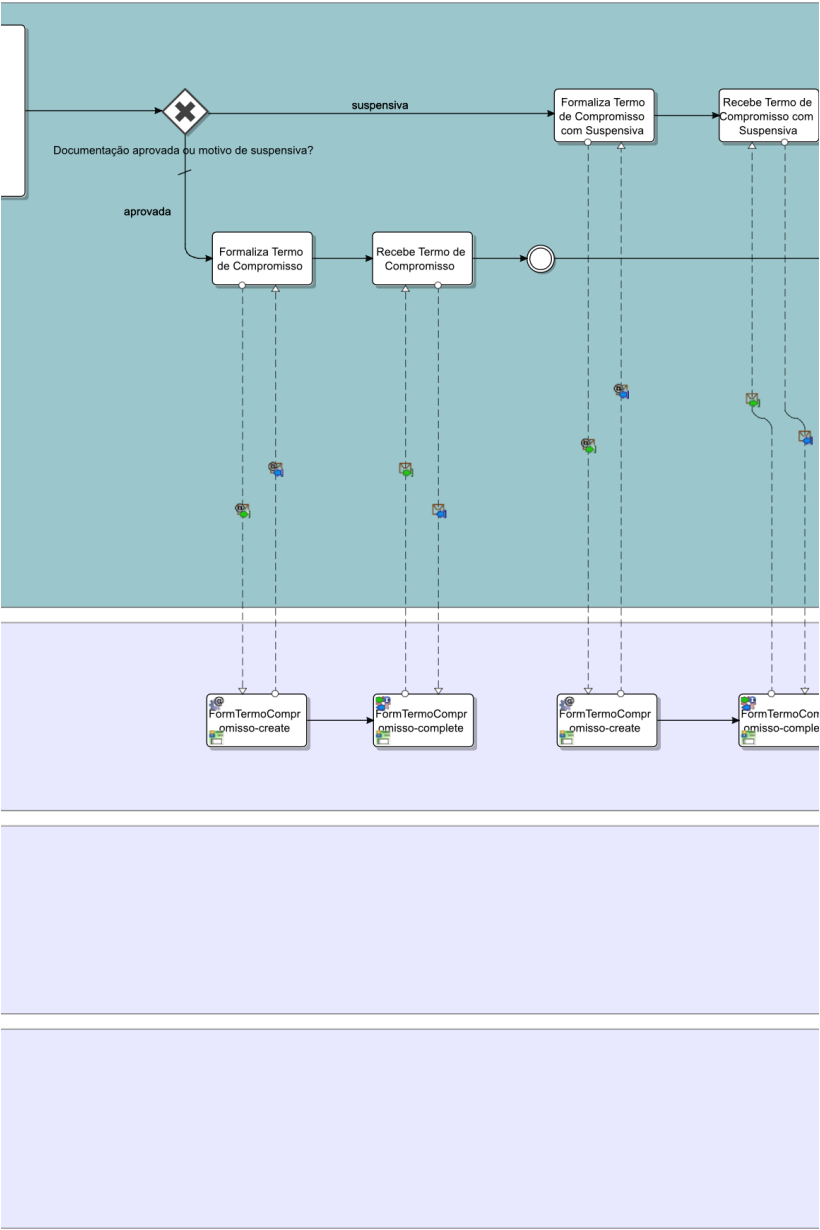 suspensiva
Formaliza Termo
de Compromisso
com Suspensiva
Recebe Termo de
Compromisso com
Suspensiva
Documentação aprovada ou motivo de suspensiva?
aprovada
Formaliza Termo
de Compromisso
Recebe Termo de
Compromisso
FormTermoCompr
omisso-create
FormTermoCompr
omisso-complete
FormTermoCompr
omisso-create
FormTermoCom
omisso-comple